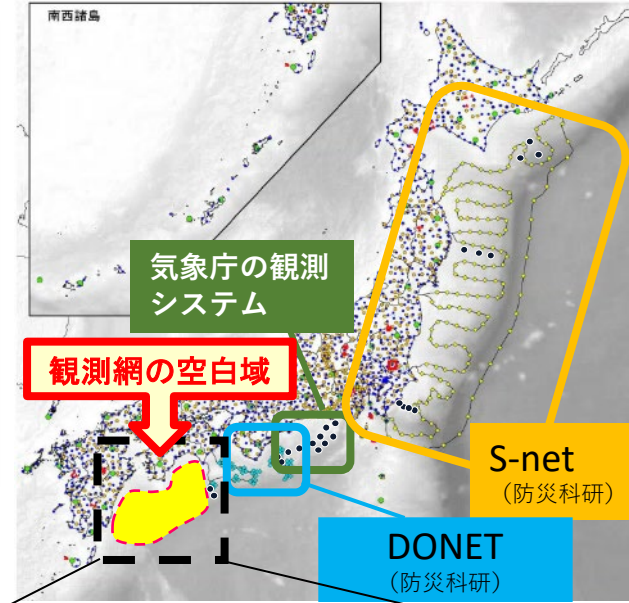 南西諸島
気象庁の観測
システム
観測網の空白域
S-net
（防災科研）
DONET
（防災科研）